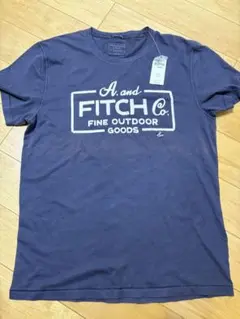 A. and
FITCH Co.
FINE OUTDOOR
GOODS